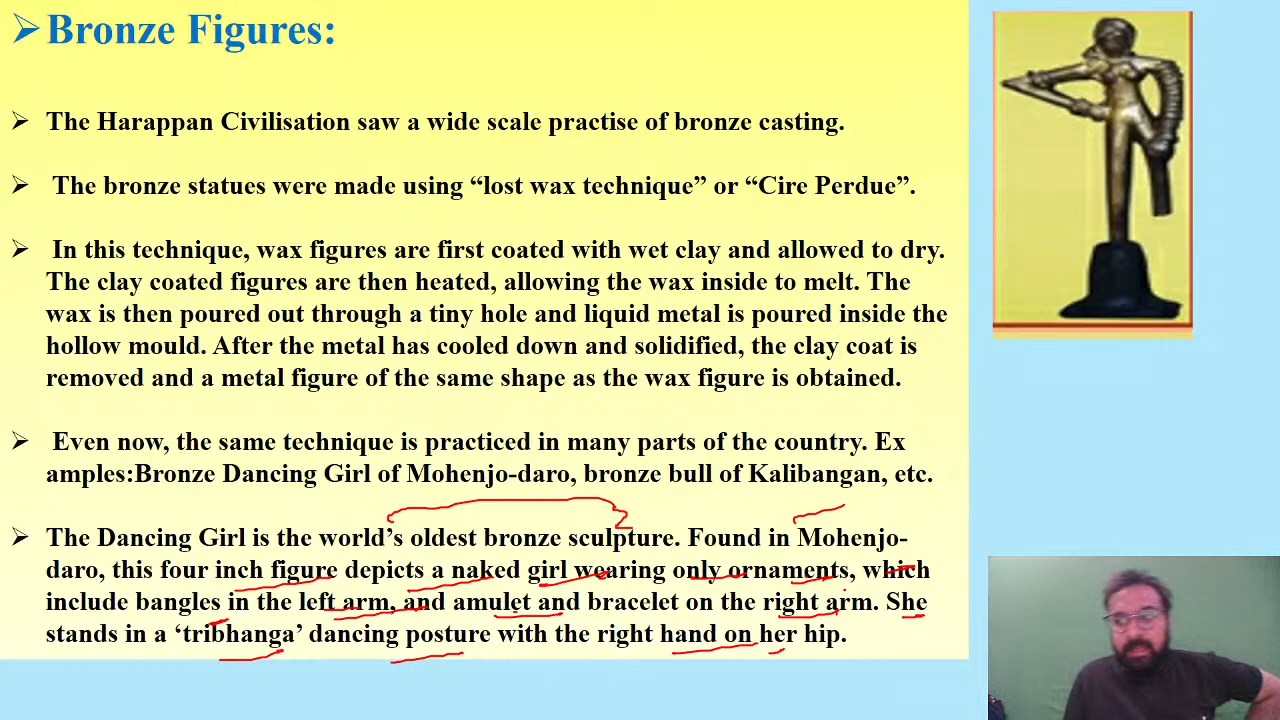 Bronze Figures:
The Harappan Civilisation saw a wide scale practise of bronze casting.
The bronze statues were made using “lost wax technique” or “Cire Perdue”.
In this technique, wax figures are first coated with wet clay and allowed to dry.
The clay coated figures are then heated, allowing the wax inside to melt. The
wax is then poured out through a tiny hole and liquid metal is poured inside the
hollow mould. After the metal has cooled down and solidified, the clay coat is
removed and a metal figure of the same shape as the wax figure is obtained.
Even now, the same technique is practiced in many parts of the country. Ex
amples:Bronze Dancing Girl of Mohenjo-daro, bronze bull of Kalibangan, etc.
The Dancing Girl is the world’s oldest bronze sculpture. Found in Mohenjo-
daro, this four inch figure depicts a naked girl wearing only ornaments, which
include bangles in the left arm, and amulet and bracelet on the right arm. She
stands in a ‘tribhanga’ dancing posture with the right hand on her hip.